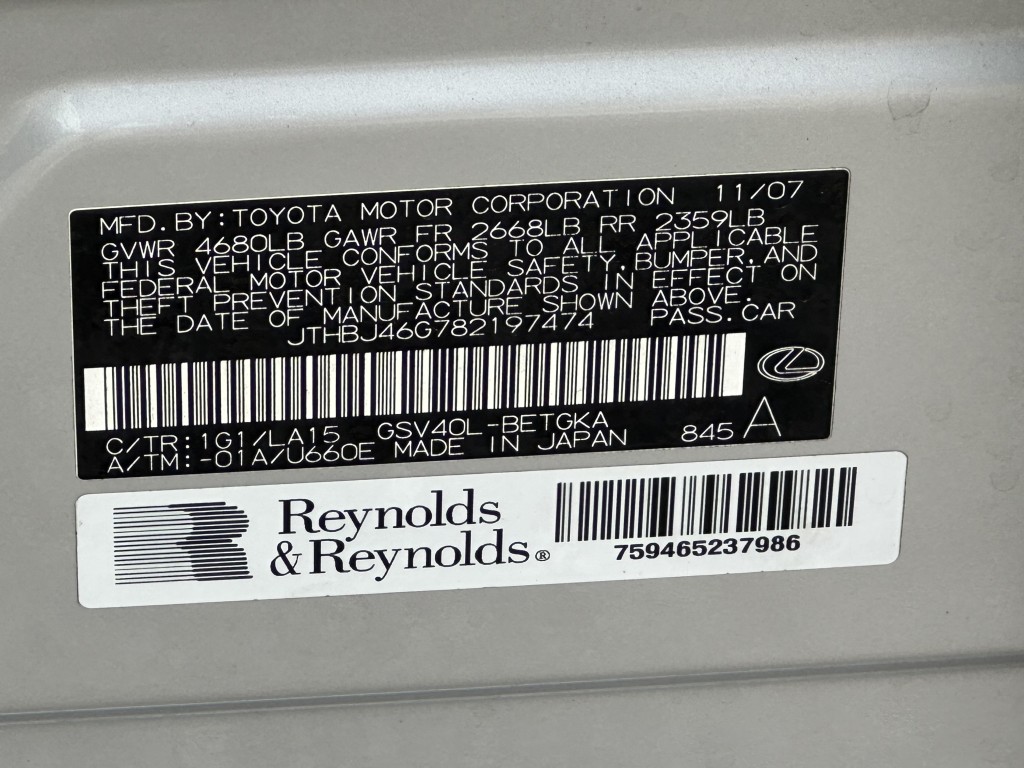 MFD.BY:TOYOTA MOTOR CORPORATION 11/07
GVWR 4680LB GAWR FR 2668LB RR 2359LB
THIS VEHICLE CONFORMS TO ALL APPLICABLE
FEDERAL MOTOR VEHICLE SAFETY,BUMPER,AND
THEFT PREVENTION STANDARDS IN EFFECT ON
THE DATE OF MANUFACTURE SHOWN ABOVE.
JTHBJ46G782197474 PASS.CAR
C/TR:1G1/LA15 GSV40L-BETGKA
A/TM:-01A/U660E MADE IN JAPAN 845 A
Reynolds
&Reynolds®
759465237986